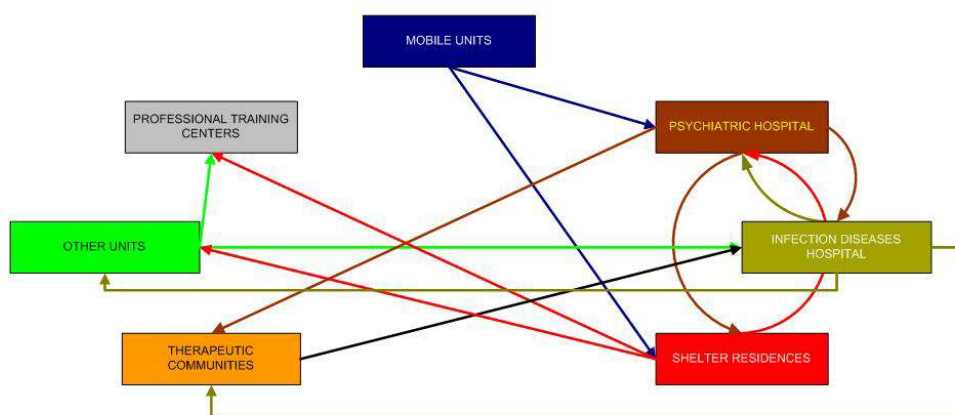 MOBILE UNITS
PROFESSIONAL TRAINING
CENTERS
PSYCHIATRIC HOSPITAL
OTHER UNITS
INFECTION DISEASES
HOSPITAL
THERAPEUTIC
COMMUNITIES
SHELTER RESIDENCES